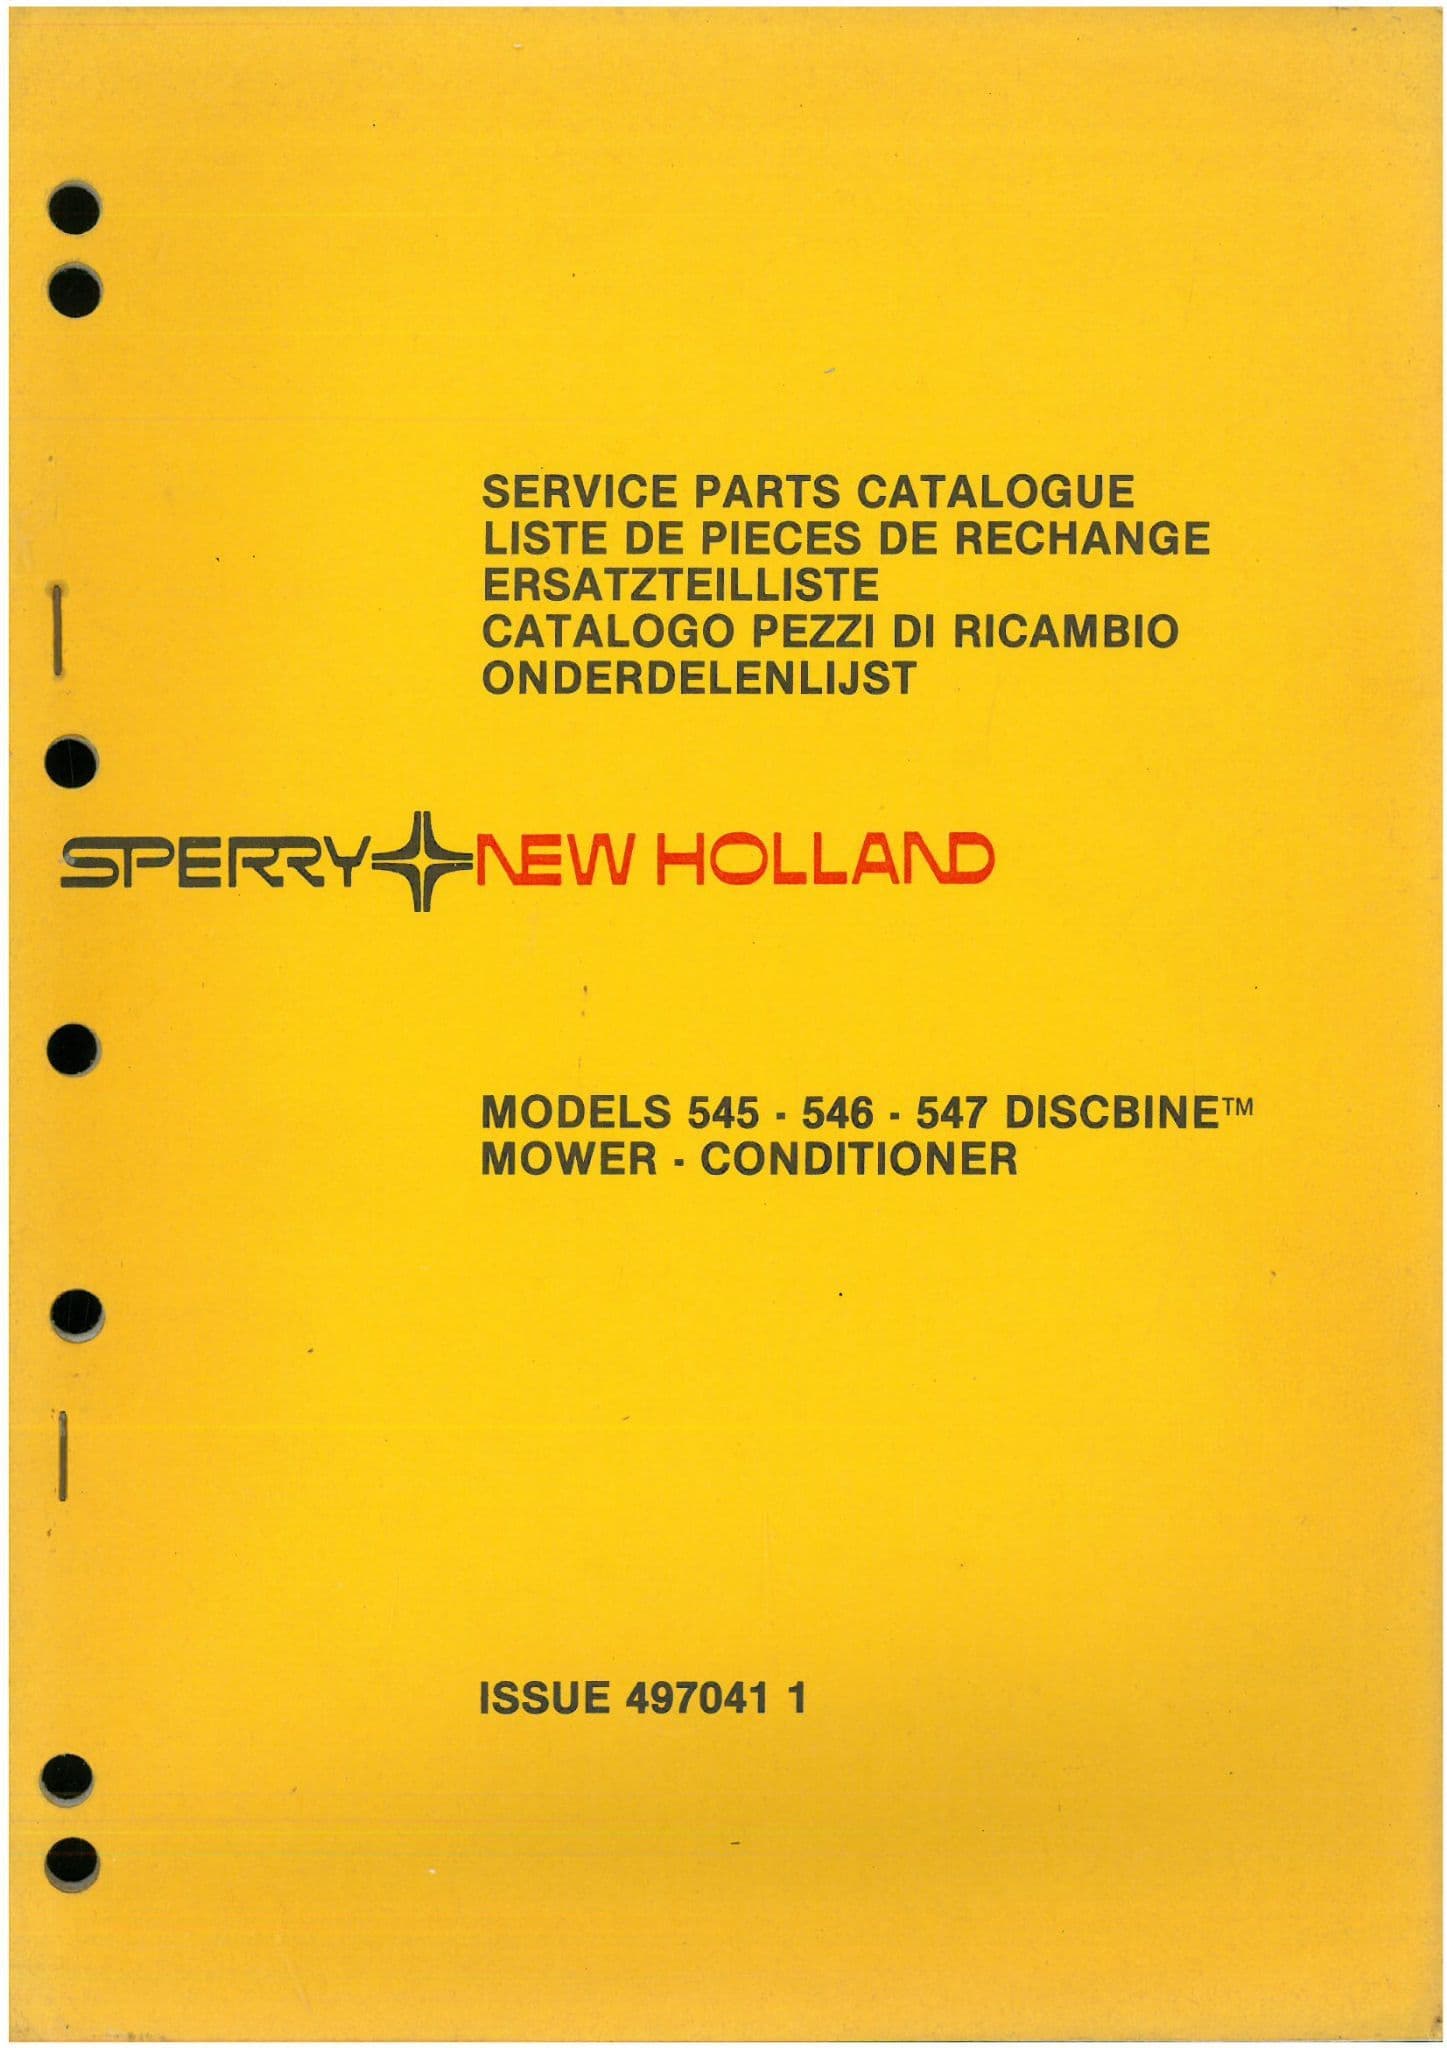 SERVICE PARTS CATALOGUE
LISTE DE PIECES DE RECHANGE
ERSATZTEILLISTE
CATALOGO PEZZI DI RICAMBIO
ONDERDELENLIJST
SPERRY NEW HOLLAND
MODELS 545 - 546 - 547 DISCBINE™
MOWER - CONDITIONER
ISSUE 497041 1